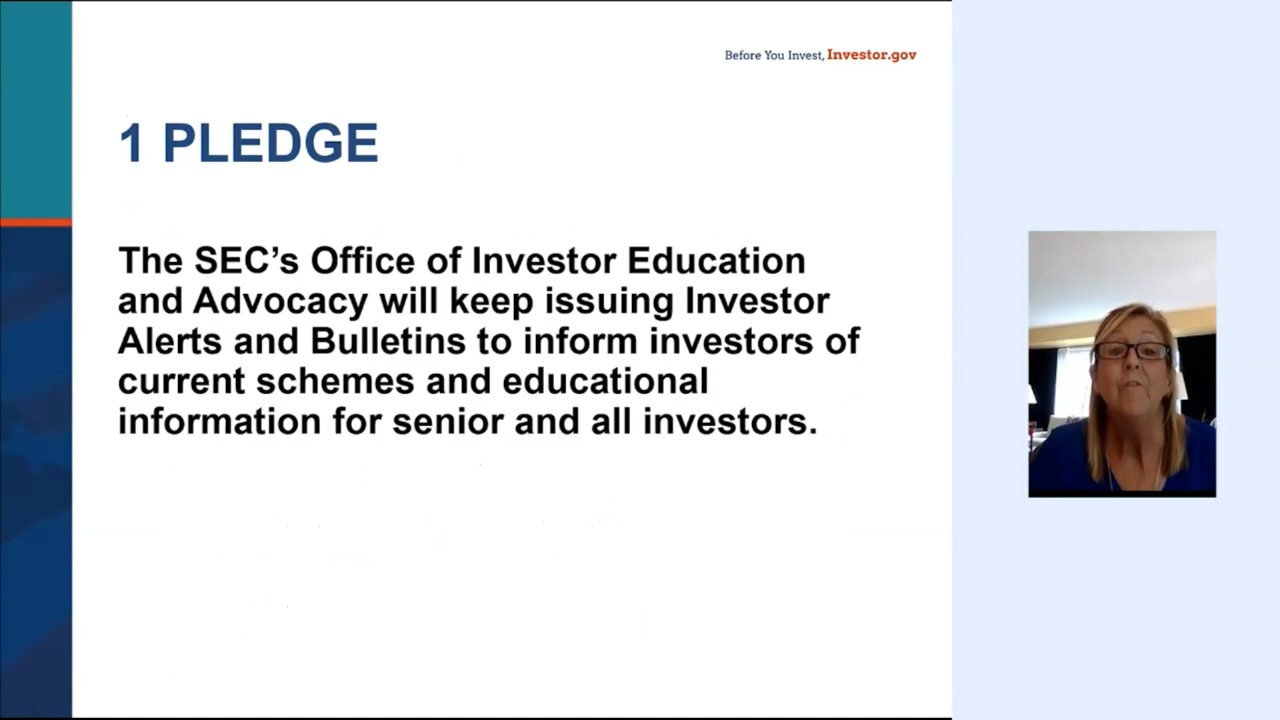 Before You Invest, Investor.gov
1 PLEDGE
The SEC’s Office of Investor Education
and Advocacy will keep issuing Investor
Alerts and Bulletins to inform investors of
current schemes and educational
information for senior and all investors.